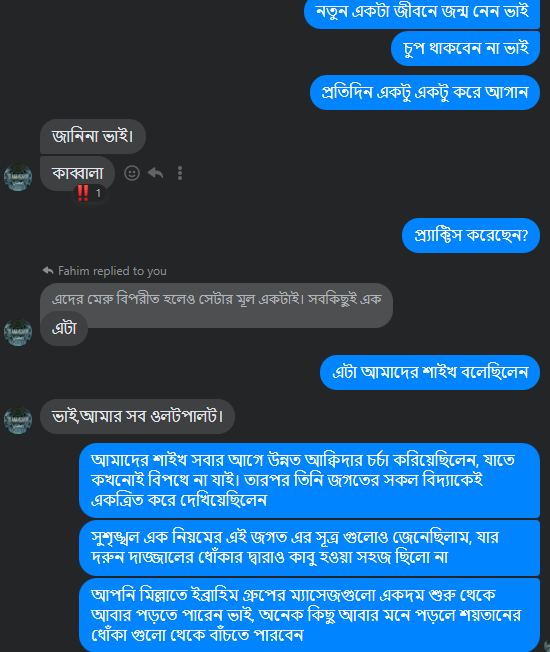 নতুন একটা জীবনে জন্ম নেন ভাই
চুপ থাকবেন না ভাই
প্রতিদিন একটু একটু করে আগান
জানিনা ভাই।
কাব্বালা
1
প্র্যাক্টিস করেছেন?
Fahim replied to you
এদের মেরু বিপরীত হলেও সেটার মূল একটাই। সবকিছুই এক
এটা
এটা আমাদের শাইখ বলেছিলেন
ভাই,আমার সব ওলটপালট।
আমাদের শাইখ সবার আগে উন্নত আক্বিদার চর্চা করিয়েছিলেন, যাতে
কখনোই বিপথে না যাই। তারপর তিনি জগতের সকল বিদ্যাকেই
একত্রিত করে দেখিয়েছিলেন
সুশৃঙ্খল এক নিয়মের এই জগত এর সূত্র গুলোও জেনেছিলাম, যার
দরুন দাজ্জালের ধোঁকার দ্বারাও কাবু হওয়া সহজ ছিলো না
আপনি মিল্লাতে ইব্রাহিম গ্রুপের ম্যাসেজগুলো একদম শুরু থেকে
আবার পড়তে পারেন ভাই, অনেক কিছু আবার মনে পড়লে শয়তানের
ধোঁকা গুলো থেকে বাঁচতে পারবেন